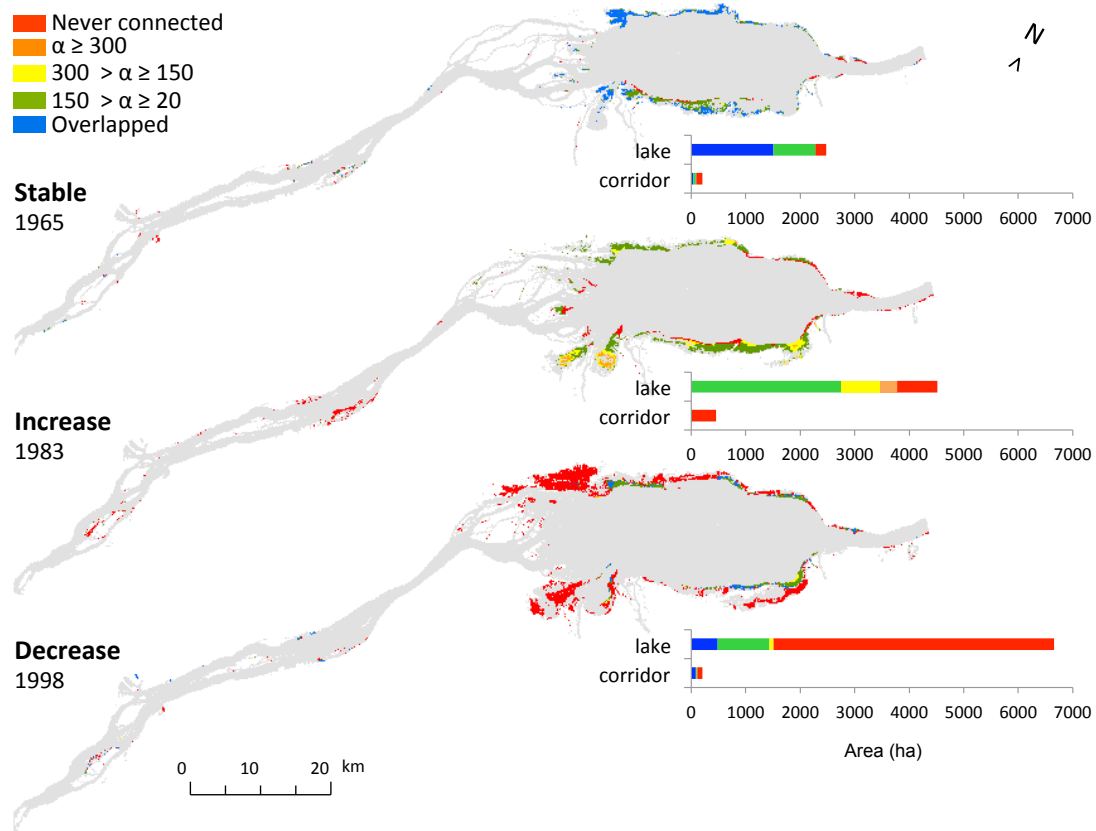 Never connected
α ≥ 300
300 > α ≥ 150
150 > α ≥ 20
Overlapped
N
Stable
1965
lake
corridor
0 1000 2000 3000 4000 5000 6000 7000
Increase
1983
lake
corridor
0 1000 2000 3000 4000 5000 6000 7000
Decrease
1998
lake
corridor
0 1000 2000 3000 4000 5000 6000 7000
Area (ha)
0 10 20 km